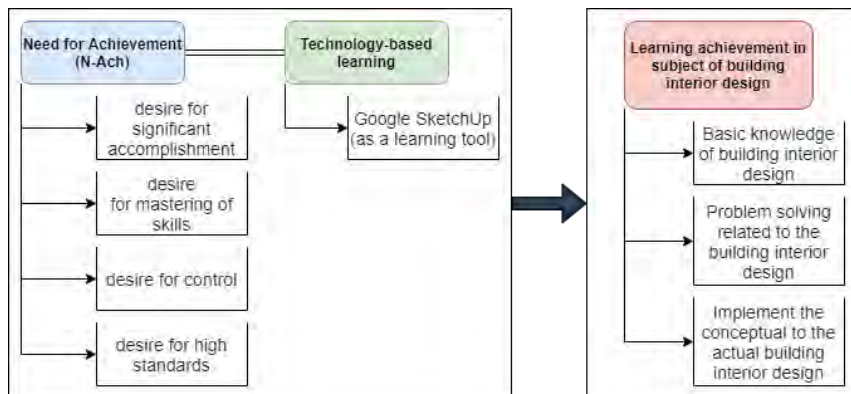 Need for Achievement
(N-Ach)
desire for
significant
accomplishment
desire
for mastering of
skills
desire for control
desire for high
standards
Technology-based
learning
Google SketchUp
(as a learning tool)
Learning achievement in
subject of building
interior design
Basic knowledge
of building interior
design
Problem solving
related to the
building interior
design
Implement the
conceptual to the
actual building
interior design